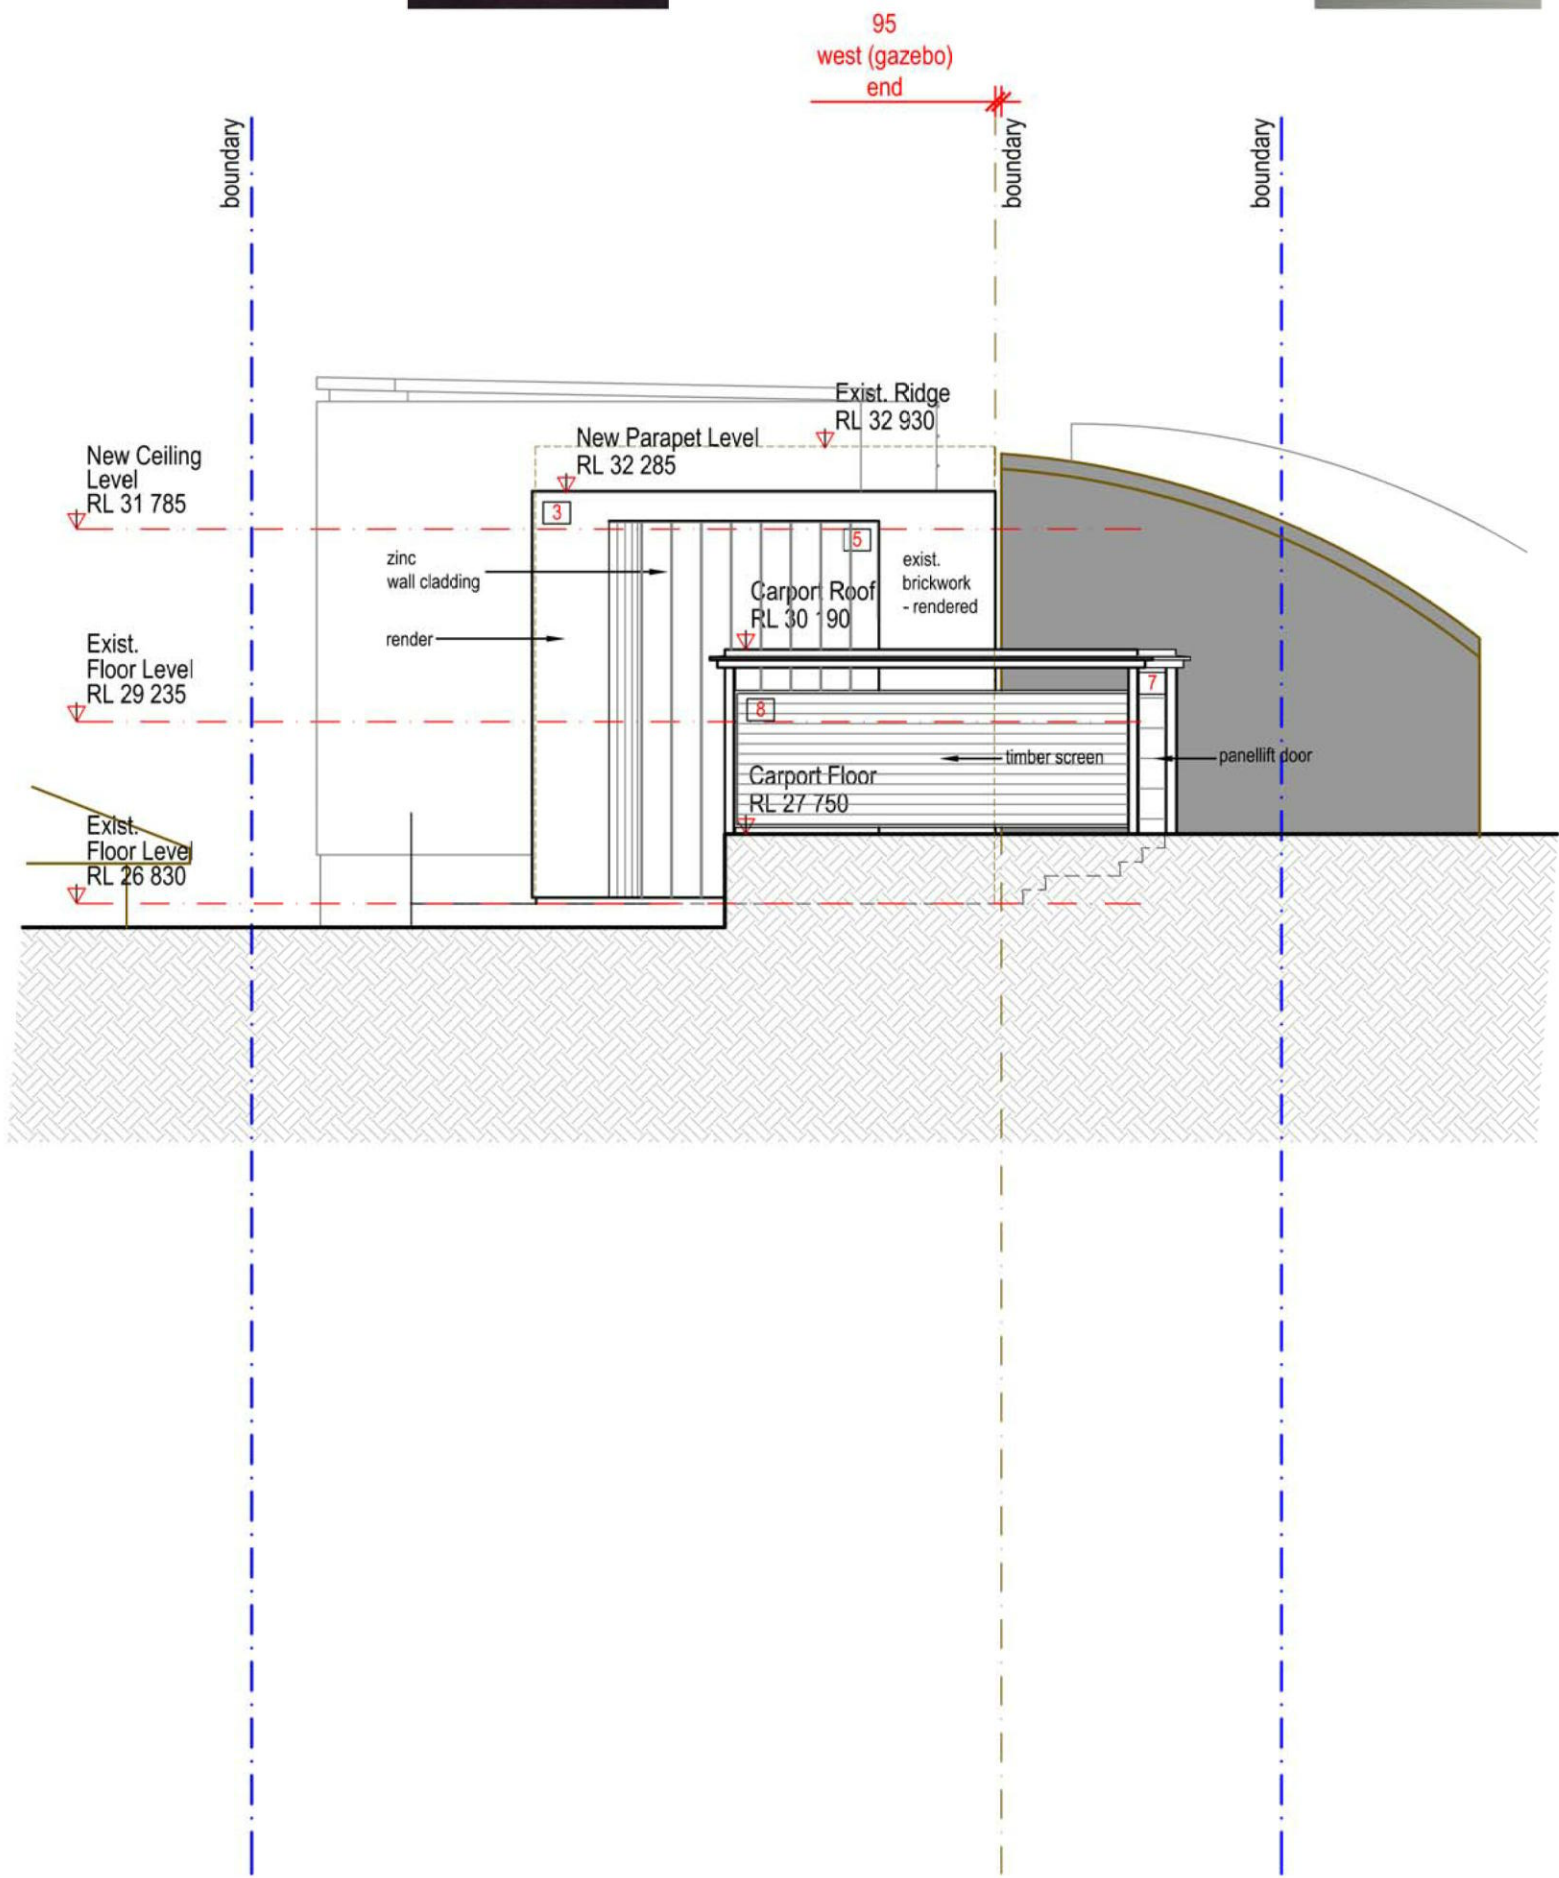 95
west (gazebo)
end
boundary
boundary
boundary
Exist. Ridge
RL 32 930
New Parapet Level
RL 32 285
New Ceiling
Level
RL 31 785
3
5
zinc
wall cladding
exist.
brickwork
- rendered
Carport Roof
RL 30 190
render
Exist.
Floor Level
RL 29 235
7
8
timber screen
panellift door
Carport Floor
RL 27 750
Exist.
Floor Level
RL 26 830